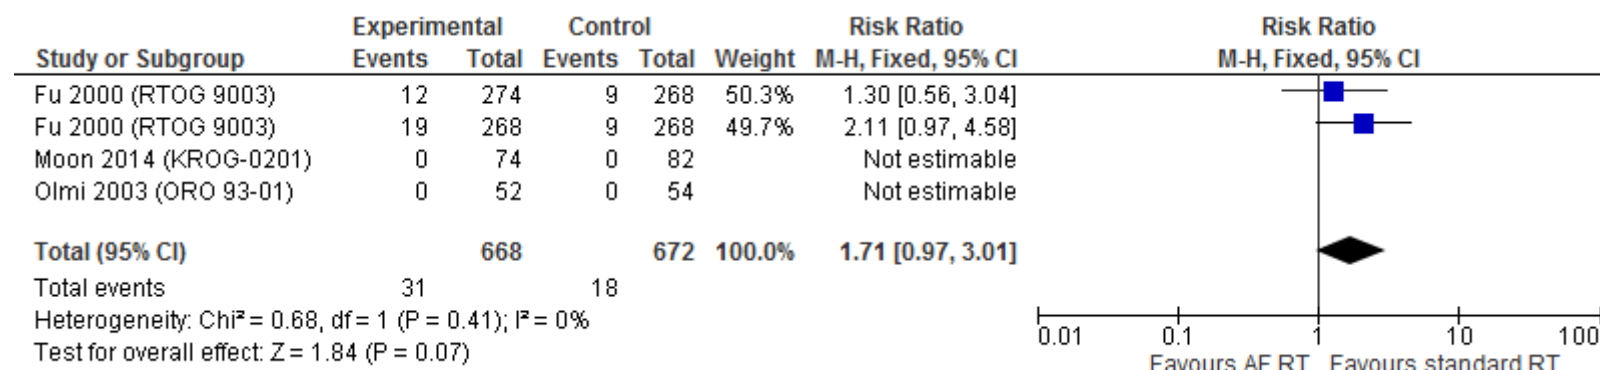 Experimental Control Risk Ratio Risk Ratio
Study or Subgroup Events Total Events Total Weight M-H, Fixed, 95% CI M-H, Fixed, 95% CI
Fu 2000 (RTOG 9003) 12 274 9 268 50.3% 1.30 [0.56, 3.04]
Fu 2000 (RTOG 9003) 19 268 9 268 49.7% 2.11 [0.97, 4.58]
Moon 2014 (KROG-0201) 0 74 0 82 Not estimable
Olmi 2003 (ORO 93-01) 0 52 0 54 Not estimable
Total (95% CI) 668 672 100.0% 1.71 [0.97, 3.01]
Total events 31 18
Heterogeneity: Chi² = 0.68, df = 1 (P = 0.41); I² = 0%
Test for overall effect: Z = 1.84 (P = 0.07)
0.01 0.1 1 10 100
Favours AF RT Favours standard RT